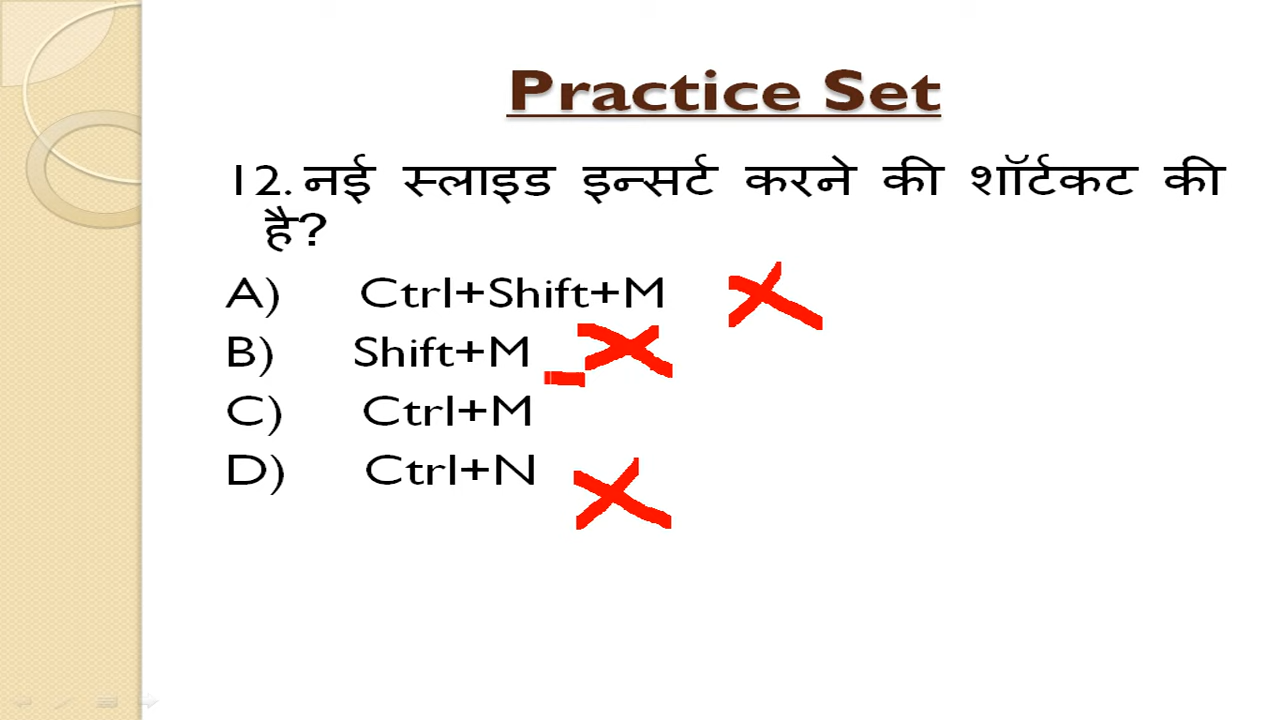 Practice Set
12. नई स्लाइड इन्सर्ट करने की शॉर्टकट की
है?
A) Ctrl+Shift+M
B) Shift+M
C) Ctrl+M
D) Ctrl+N